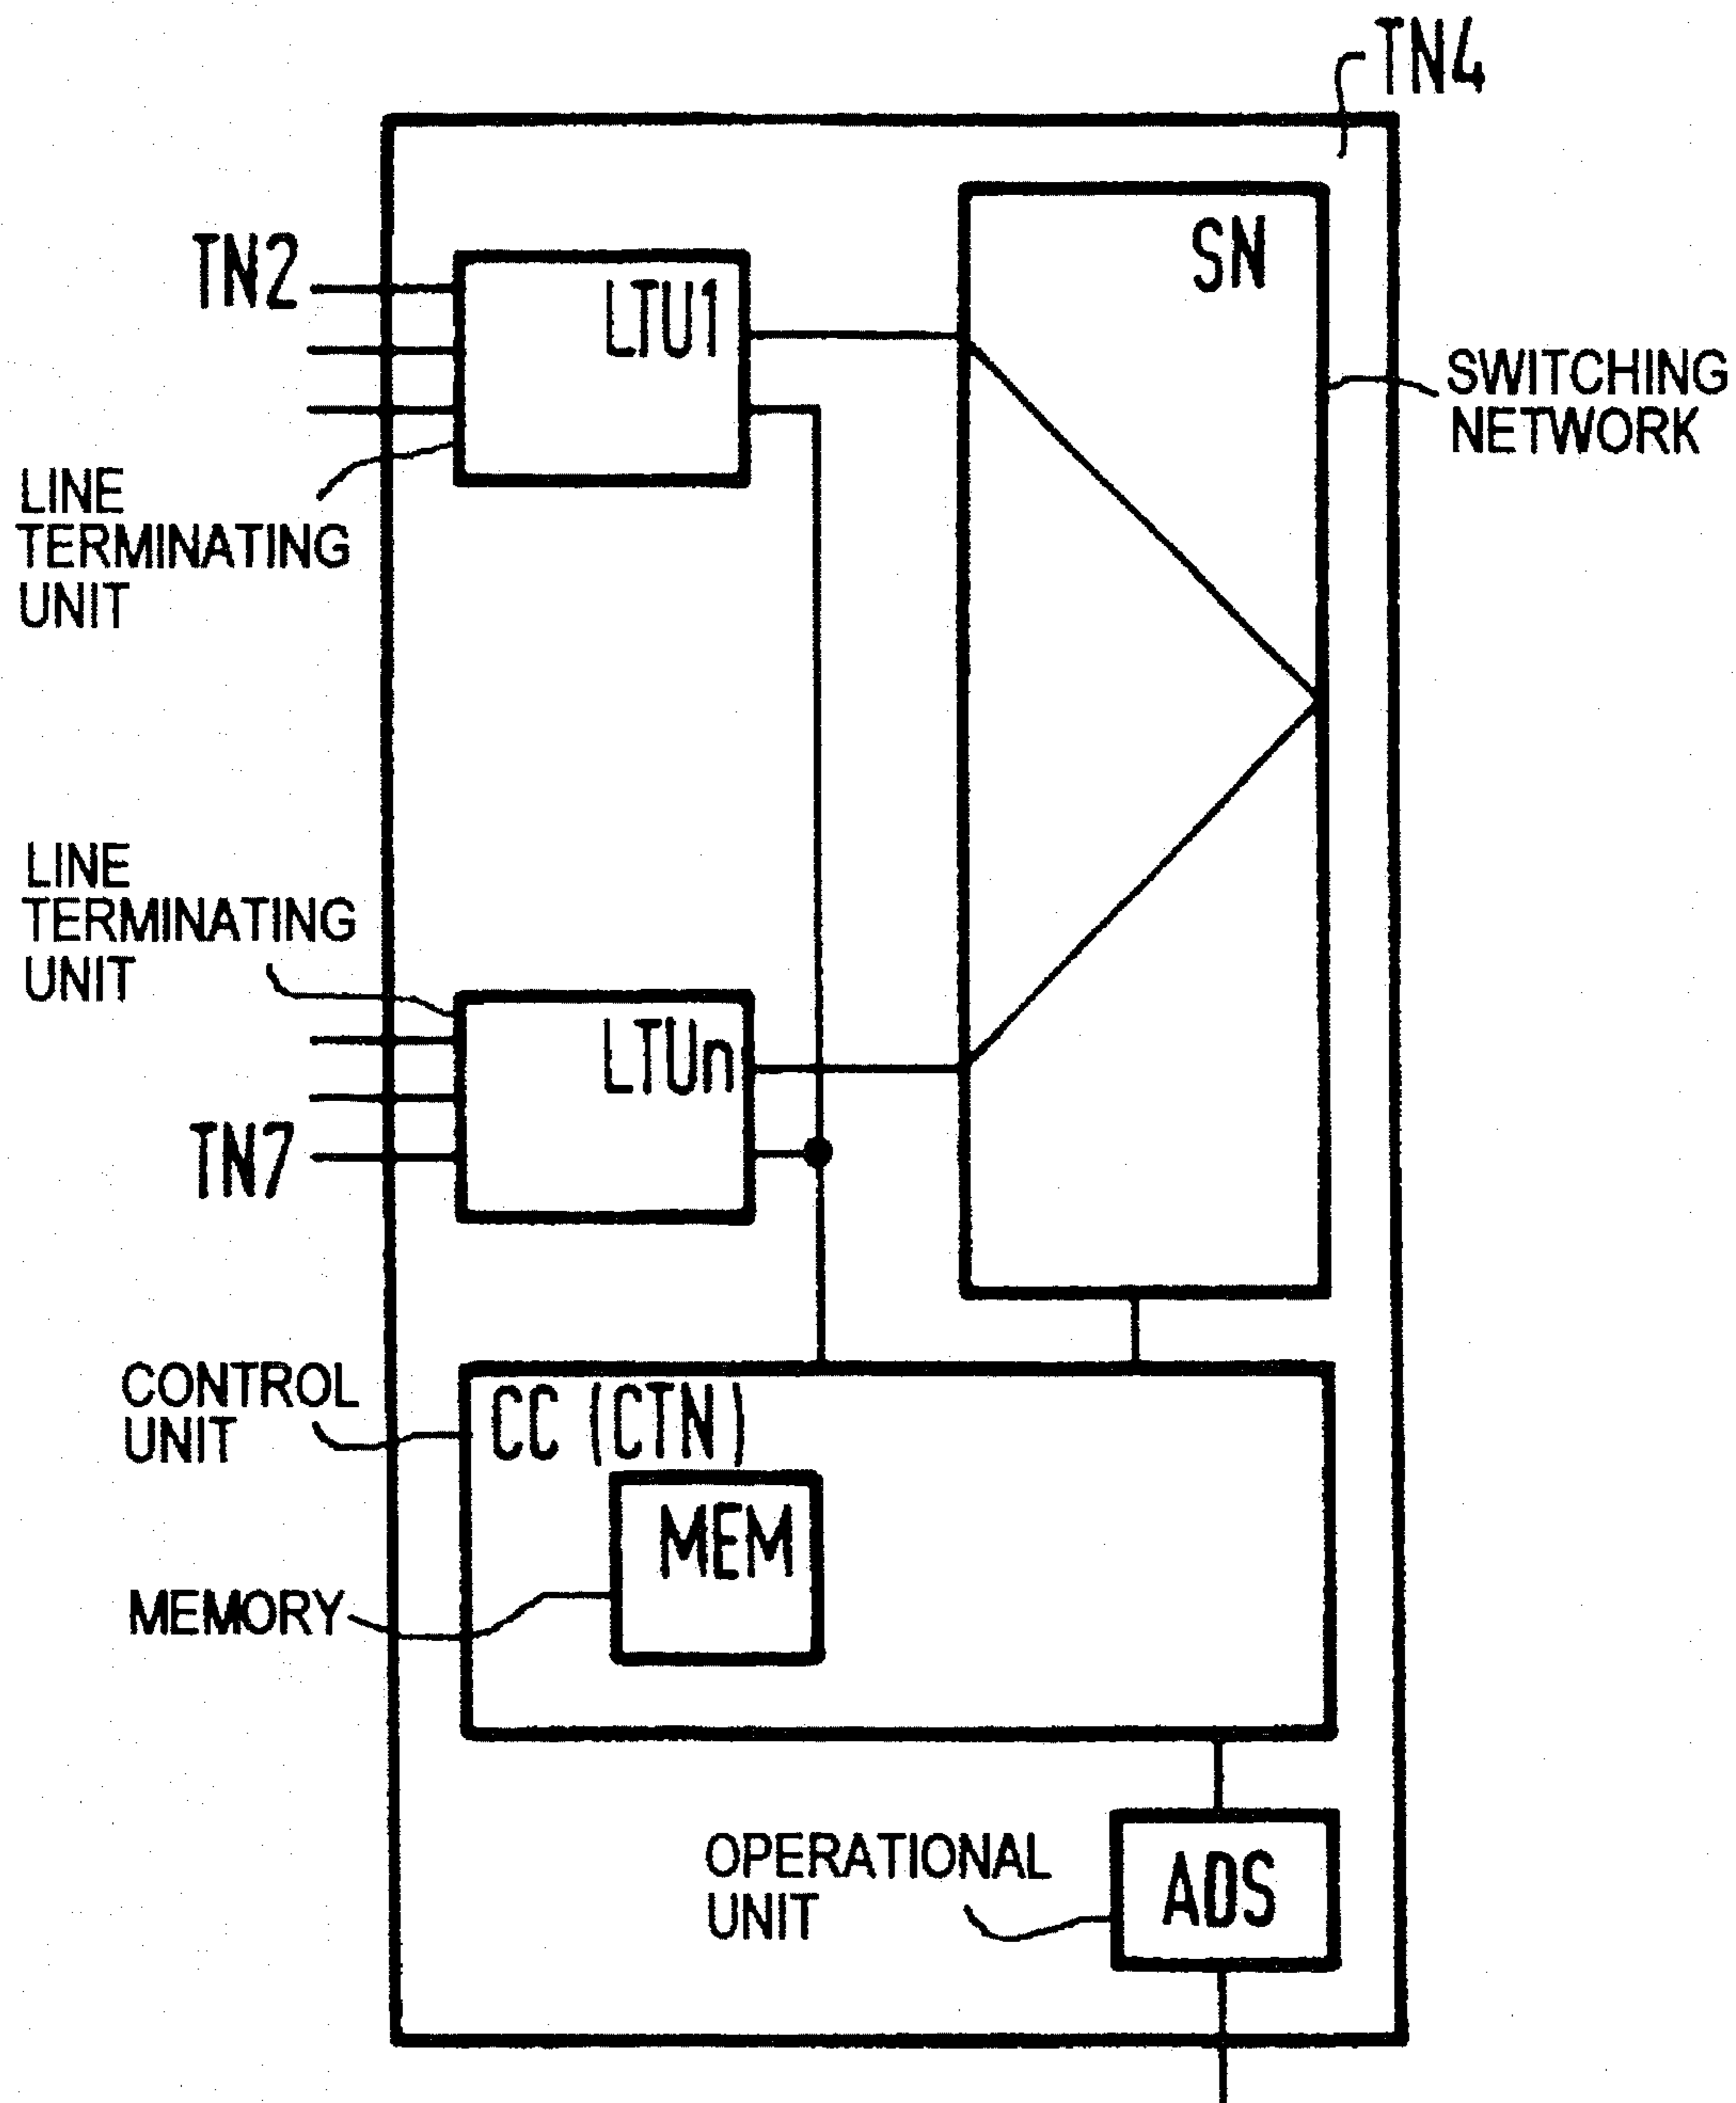 TN4
TN2
LTU1
SN
SWITCHING
NETWORK
LINE
TERMINATING
UNIT
LINE
TERMINATING
UNIT
LTUn
TN7
CONTROL
UNIT
CC (CTN)
MEM
MEMORY
OPERATIONAL
UNIT
ADS